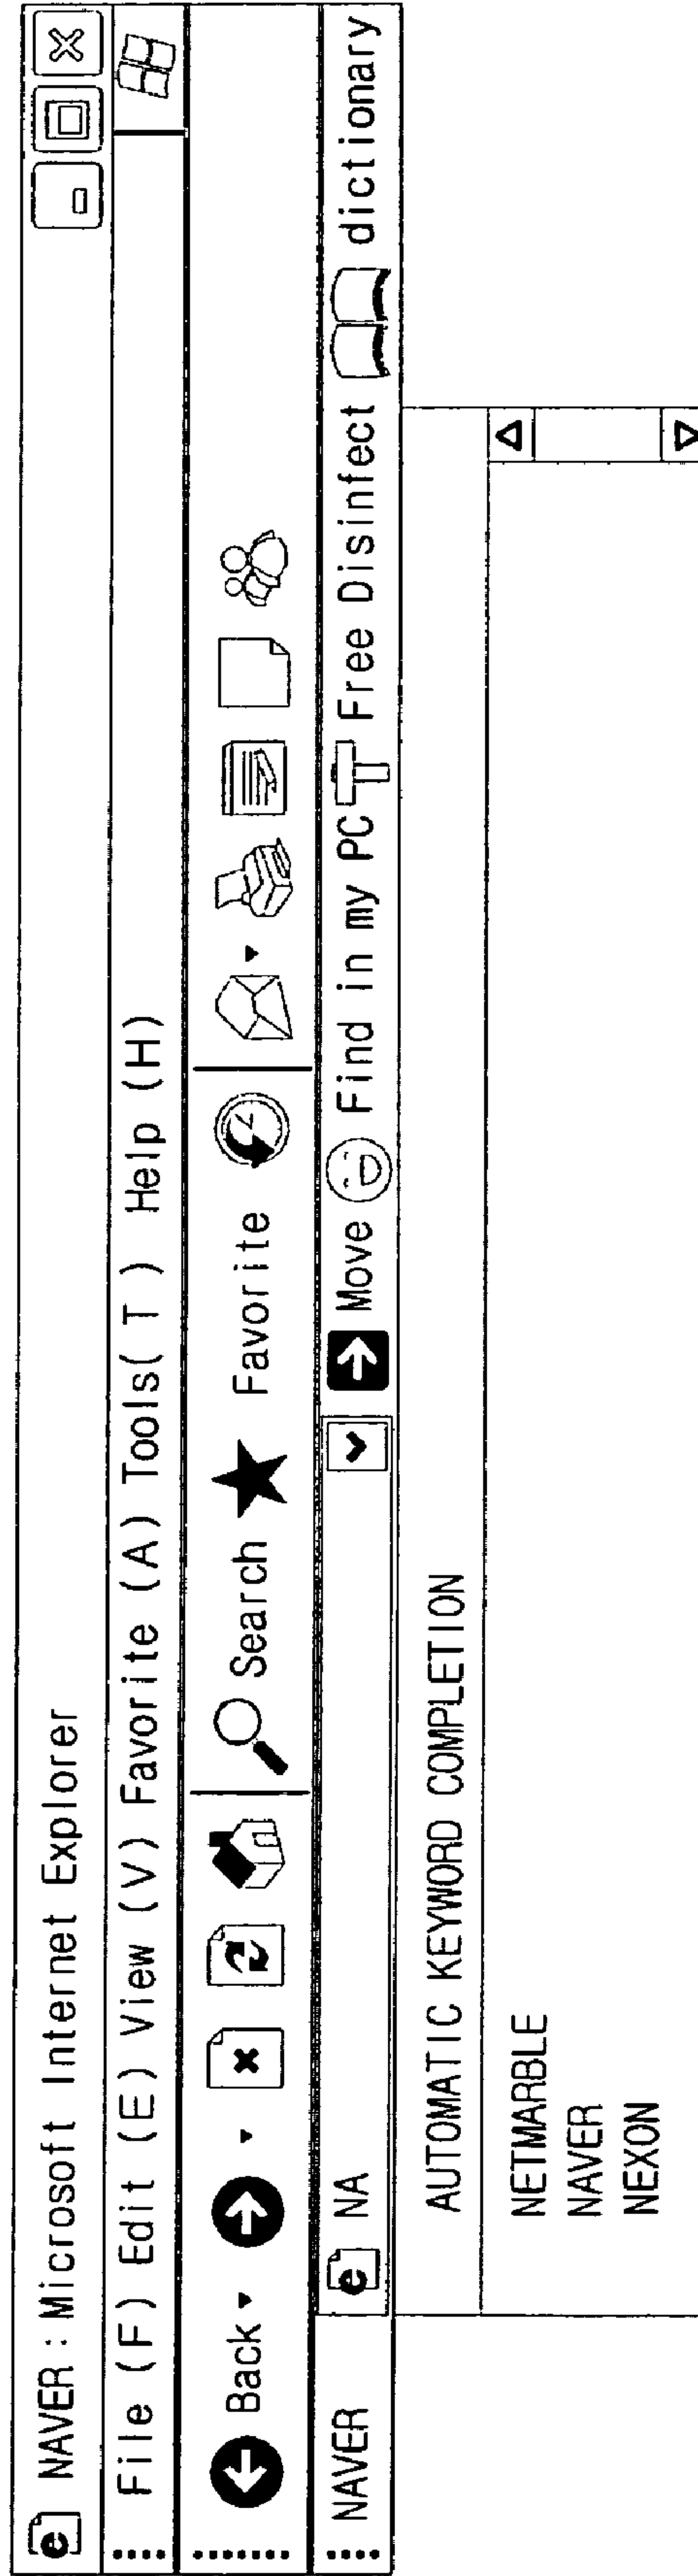 NAVER : Microsoft Internet Explorer
File (F) Edit (E) View (V) Favorite (A) Tools( T ) Help (H)
Back Search Favorite
NAVER NA Move Find in my PC Free Disinfect dictionary
AUTOMATIC KEYWORD COMPLETION
NETMARBLE
NAVER
NEXON